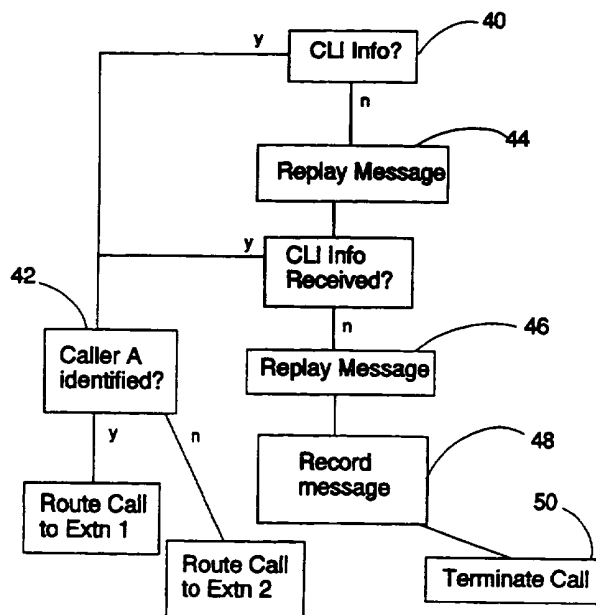 40
y
CLI Info?
n
44
Replay Message
y
CLI Info
Received?
42
n
46
Caller A
identified?
Replay Message
y
n
48
Record
message
Route Call
to Extn 1
50
Route Call
to Extn 2
Terminate Call